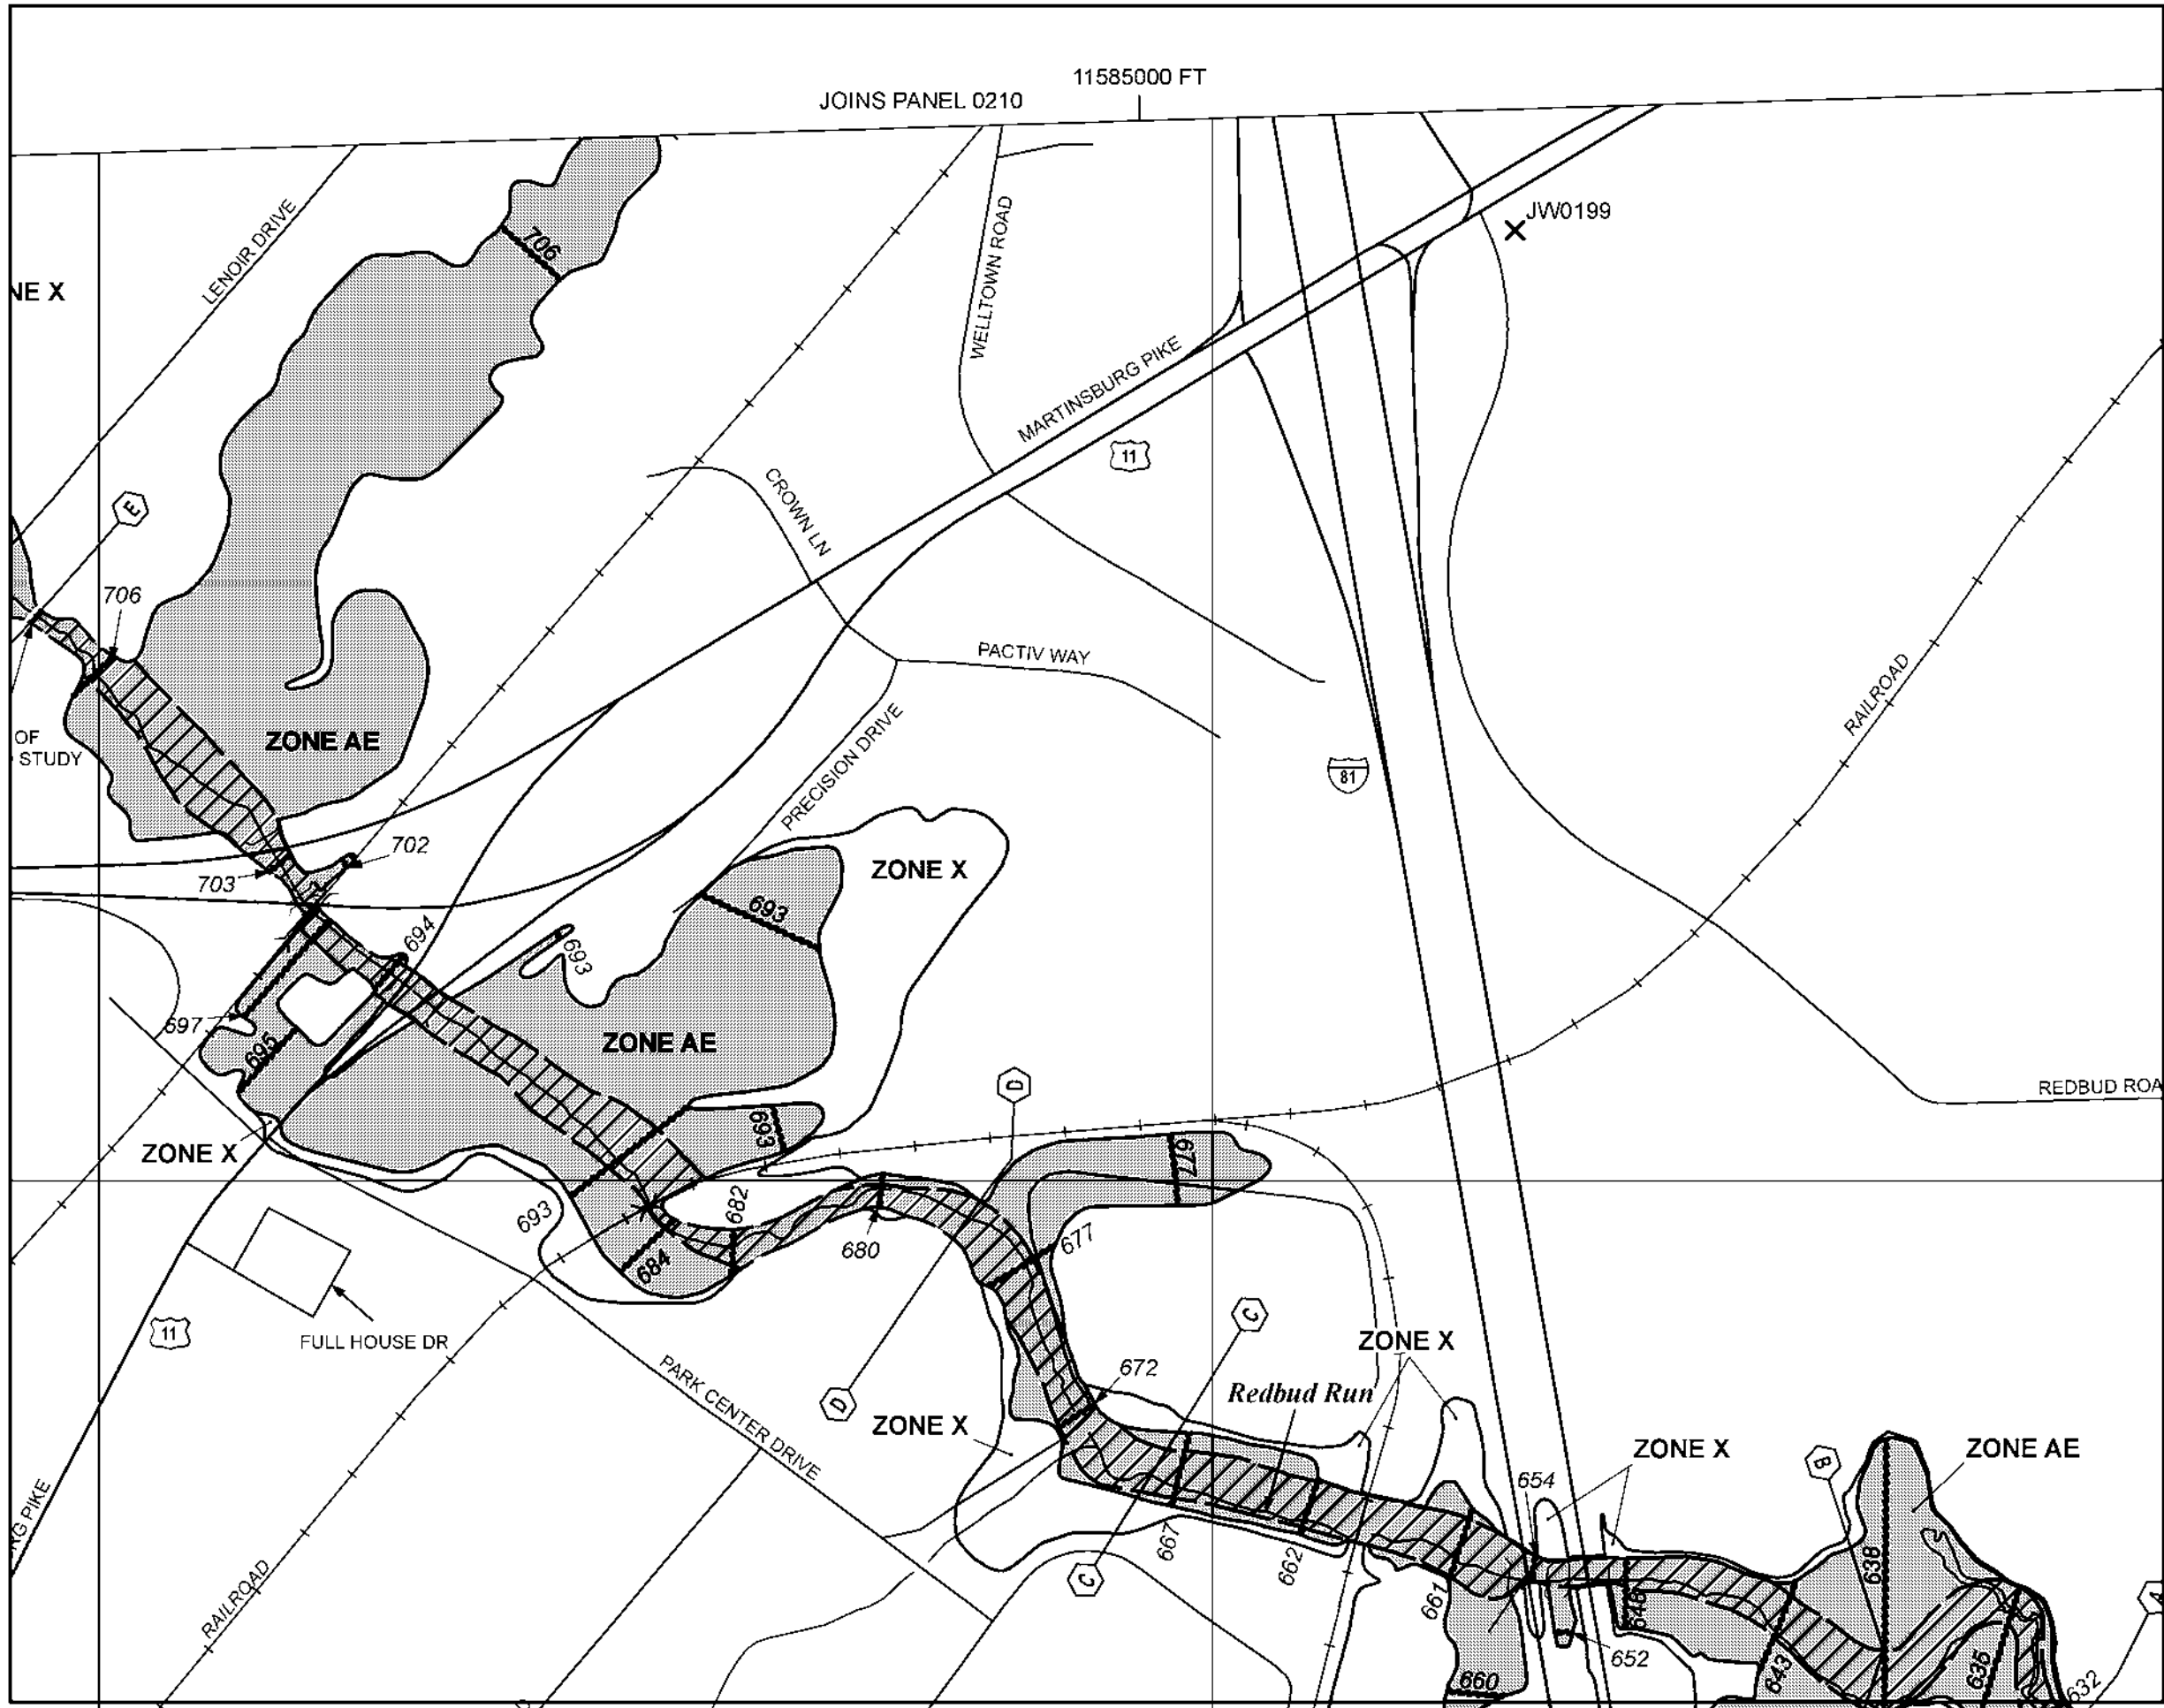 11585000 FT
JOINS PANEL 0210
JW0199
LENOIR DRIVE
706
WELLTOWN ROAD
NE X
MARTINSBURG PIKE
11
CROWN LN
E
706
PACTIV WAY
RAILROAD
ZONE AE
OF
STUDY
PRECISION DRIVE
81
702
ZONE X
703
693
694
693
697
695
ZONE AE
D
REDBUD ROA
693
ZONE X
677
682
693
680
677
684
C
11
FULL HOUSE DR
ZONE X
672
PARK CENTER DRIVE
Redbud Run
D
ZONE X
ZONE X
ZONE AE
B
654
638
RG PIKE
667
662
C
661
648
A
RAILROAD
652
643
635
660
632